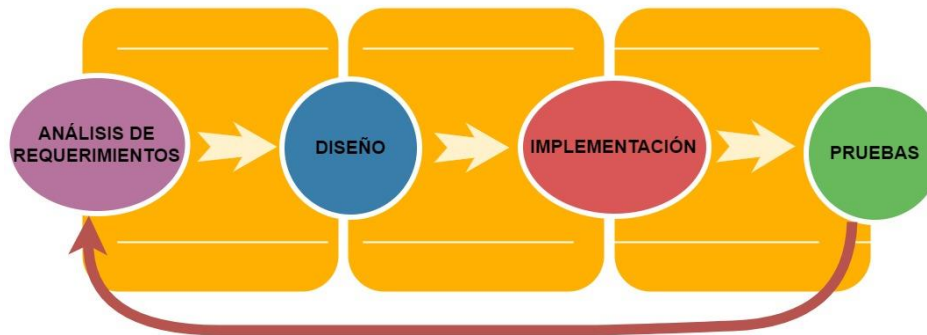 ANÁLISIS DE
REQUERIMIENTOS
DISEÑO
IMPLEMENTACIÓN
PRUEBAS